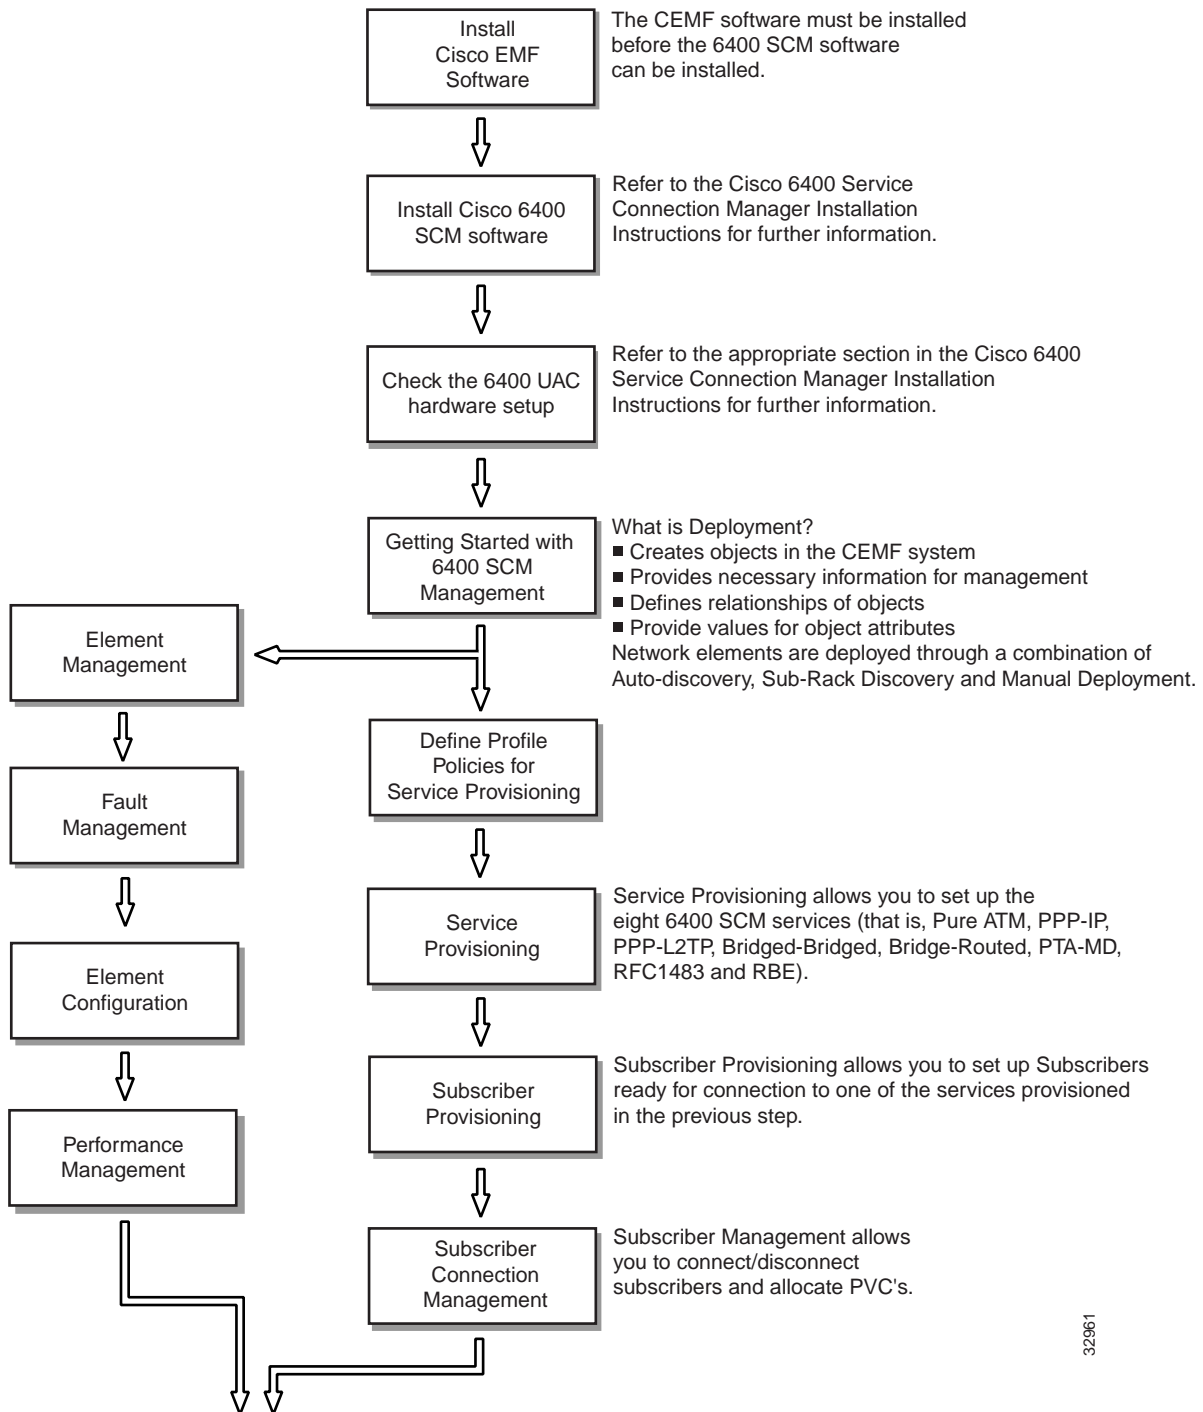 Install
Cisco EMF
Software
The CEMF software must be installed
before the 6400 SCM software
can be installed.
Install Cisco 6400
SCM software
Refer to the Cisco 6400 Service
Connection Manager Installation
Instructions for further information.
Check the 6400 UAC
hardware setup
Refer to the appropriate section in the Cisco 6400
Service Connection Manager Installation
Instructions for further information.
Getting Started with
6400 SCM
Management
What is Deployment?
■ Creates objects in the CEMF system
■ Provides necessary information for management
■ Defines relationships of objects
■ Provide values for object attributes
Network elements are deployed through a combination of
Auto-discovery, Sub-Rack Discovery and Manual Deployment.
Element
Management
Define Profile
Policies for
Service Provisioning
Fault
Management
Service
Provisioning
Service Provisioning allows you to set up the
eight 6400 SCM services (that is, Pure ATM, PPP-IP,
PPP-L2TP, Bridged-Bridged, Bridge-Routed, PTA-MD,
RFC1483 and RBE).
Element
Configuration
Subscriber
Provisioning
Subscriber Provisioning allows you to set up Subscribers
ready for connection to one of the services provisioned
in the previous step.
Performance
Management
Subscriber
Connection
Management
Subscriber Management allows
you to connect/disconnect
subscribers and allocate PVC's.
32961